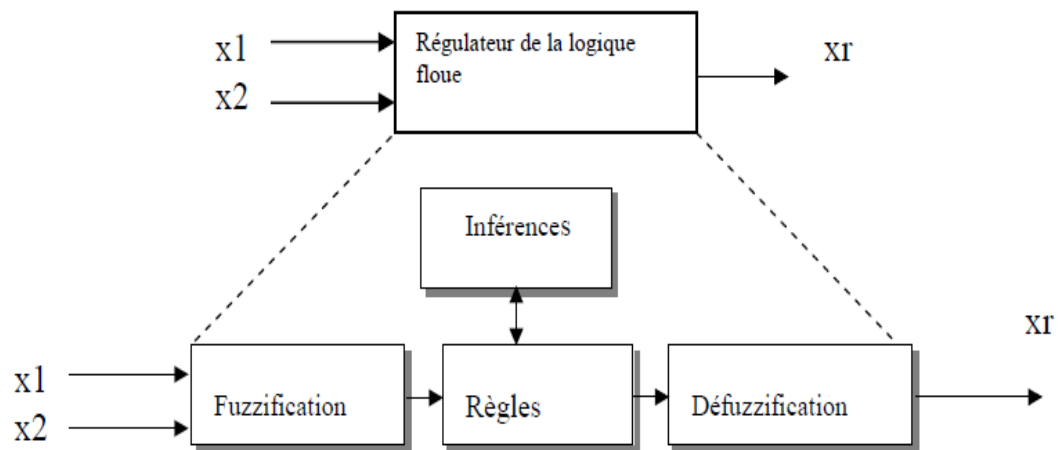 x1
Régulateur de la logique
floue
xr
x2
Inférences
xr
x1
x2
Fuzzification
Règles
Défuzzification